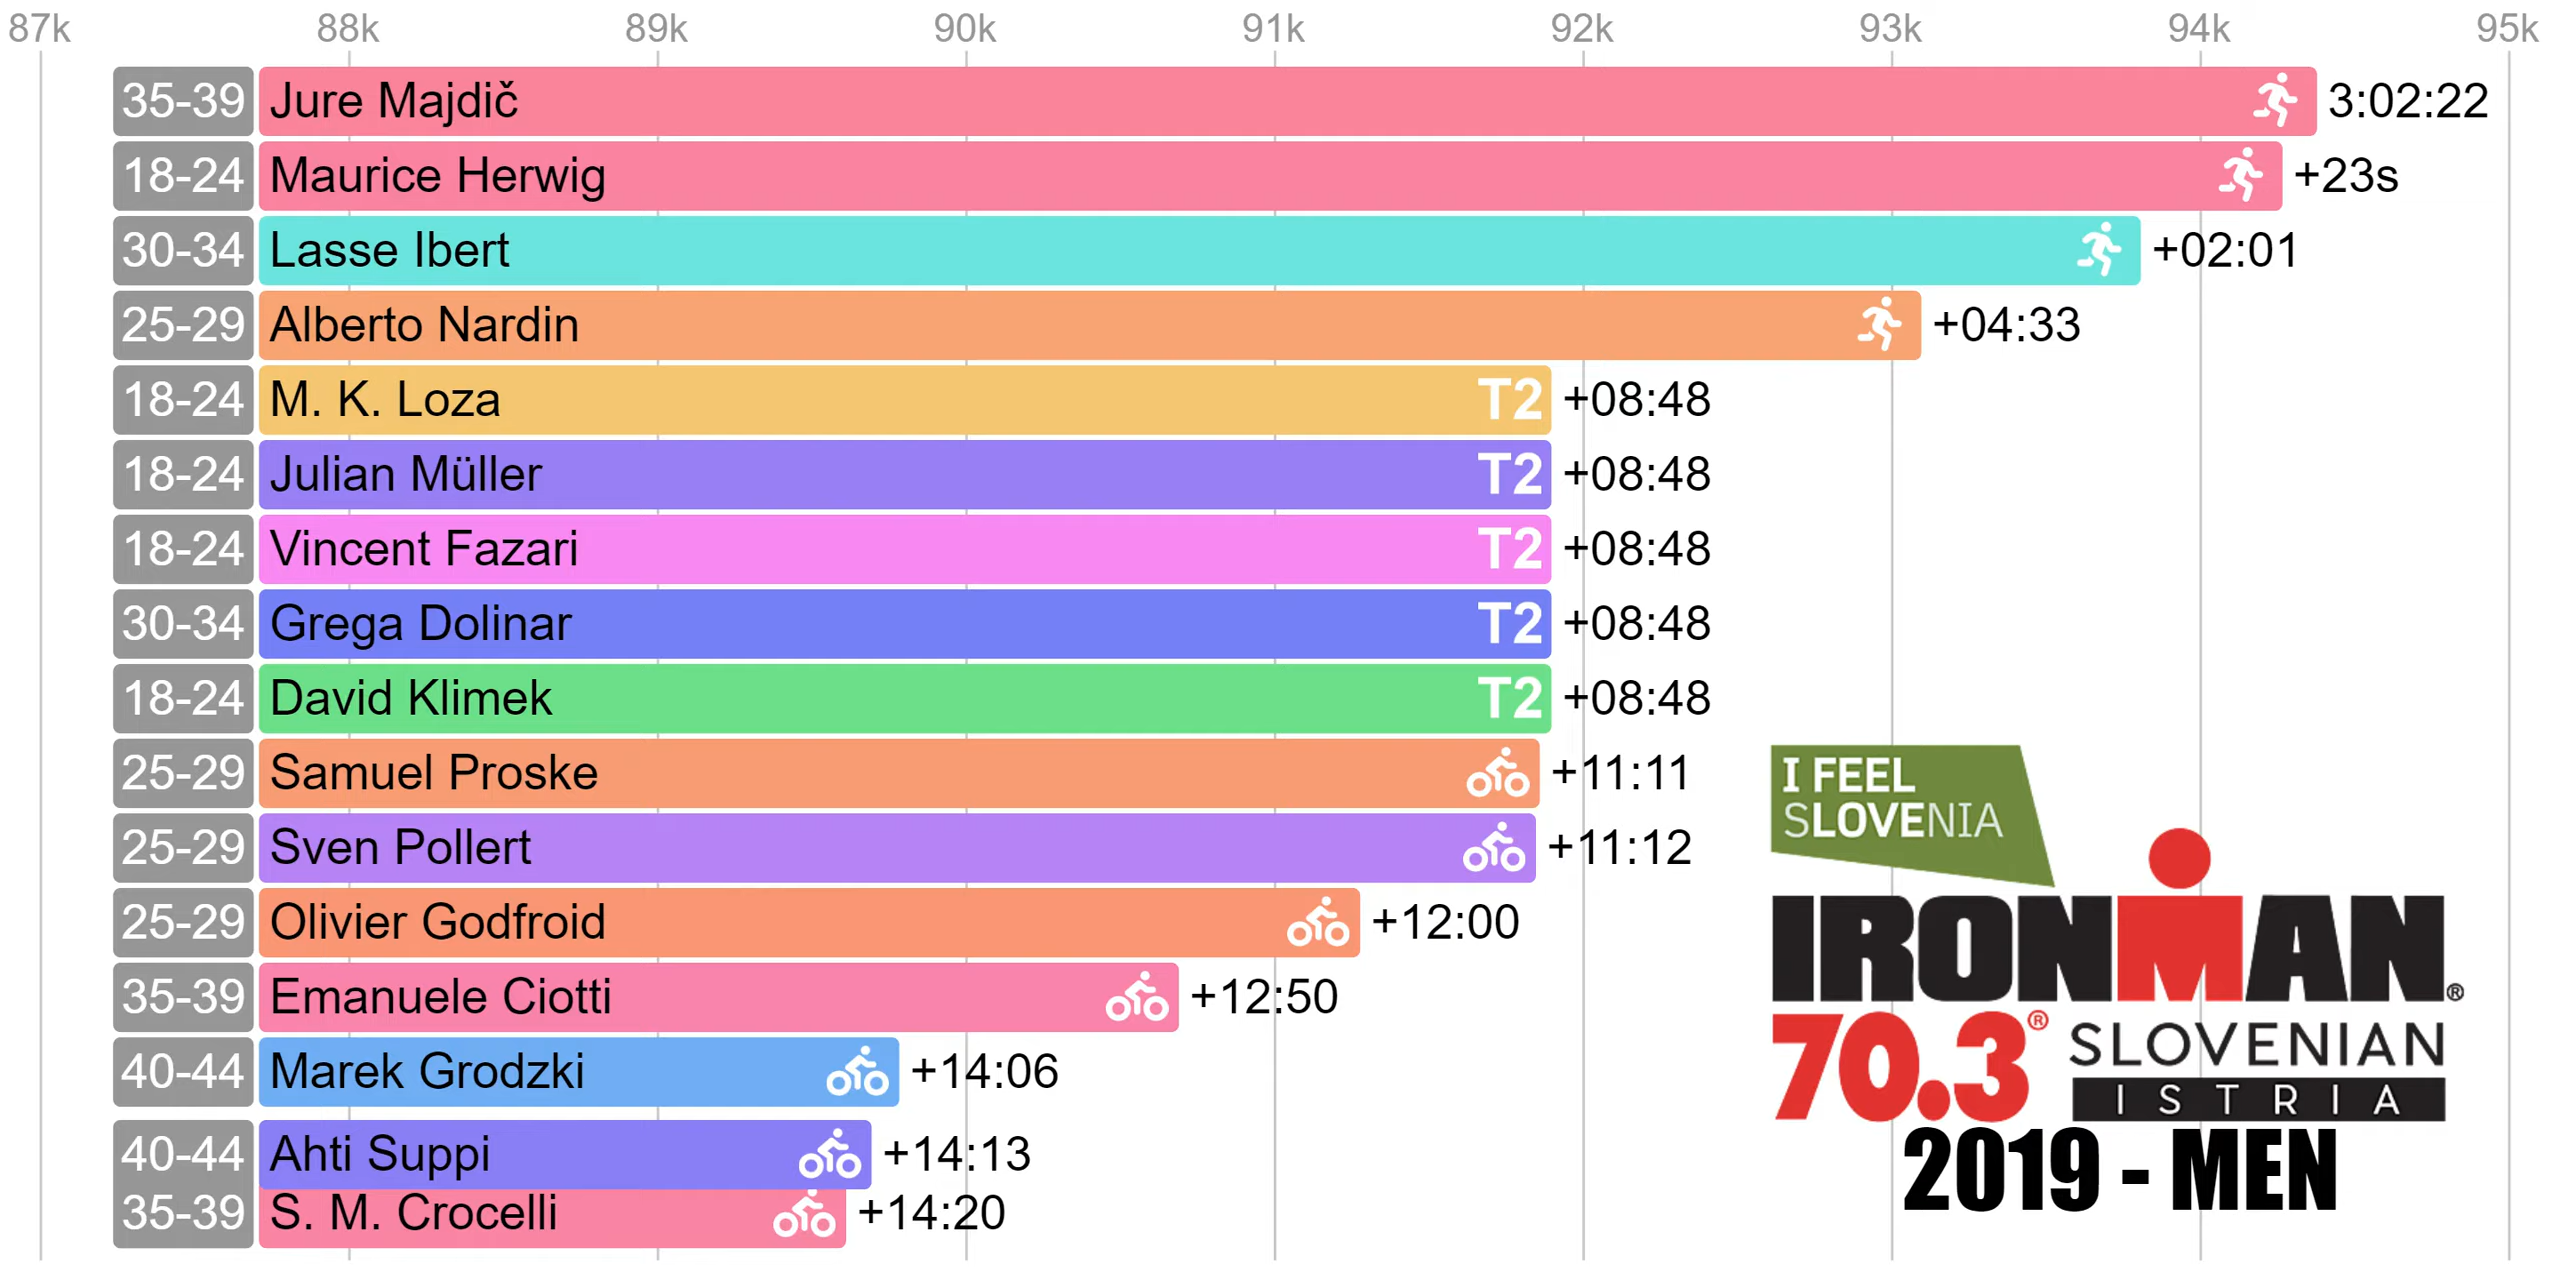 87k 88k 89k 90k 91k 92k 93k 94k 95k
35-39 Jure Majdič 3:02:22
18-24 Maurice Herwig +23s
30-34 Lasse Ibert +02:01
25-29 Alberto Nardin +04:33
18-24 M. K. Loza T2 +08:48
18-24 Julian Müller T2 +08:48
18-24 Vincent Fazari T2 +08:48
30-34 Grega Dolinar T2 +08:48
18-24 David Klimek T2 +08:48
25-29 Samuel Proske +11:11
25-29 Sven Pollert +11:12
25-29 Olivier Godfroid +12:00
35-39 Emanuele Ciotti +12:50
40-44 Marek Grodzki +14:06
40-44 Ahti Suppi +14:13
35-39 S. M. Crocelli +14:20
I FEEL
SLOVENIA
IRONMAN®
70.3® SLOVENIAN
ISTRIA
2019 - MEN